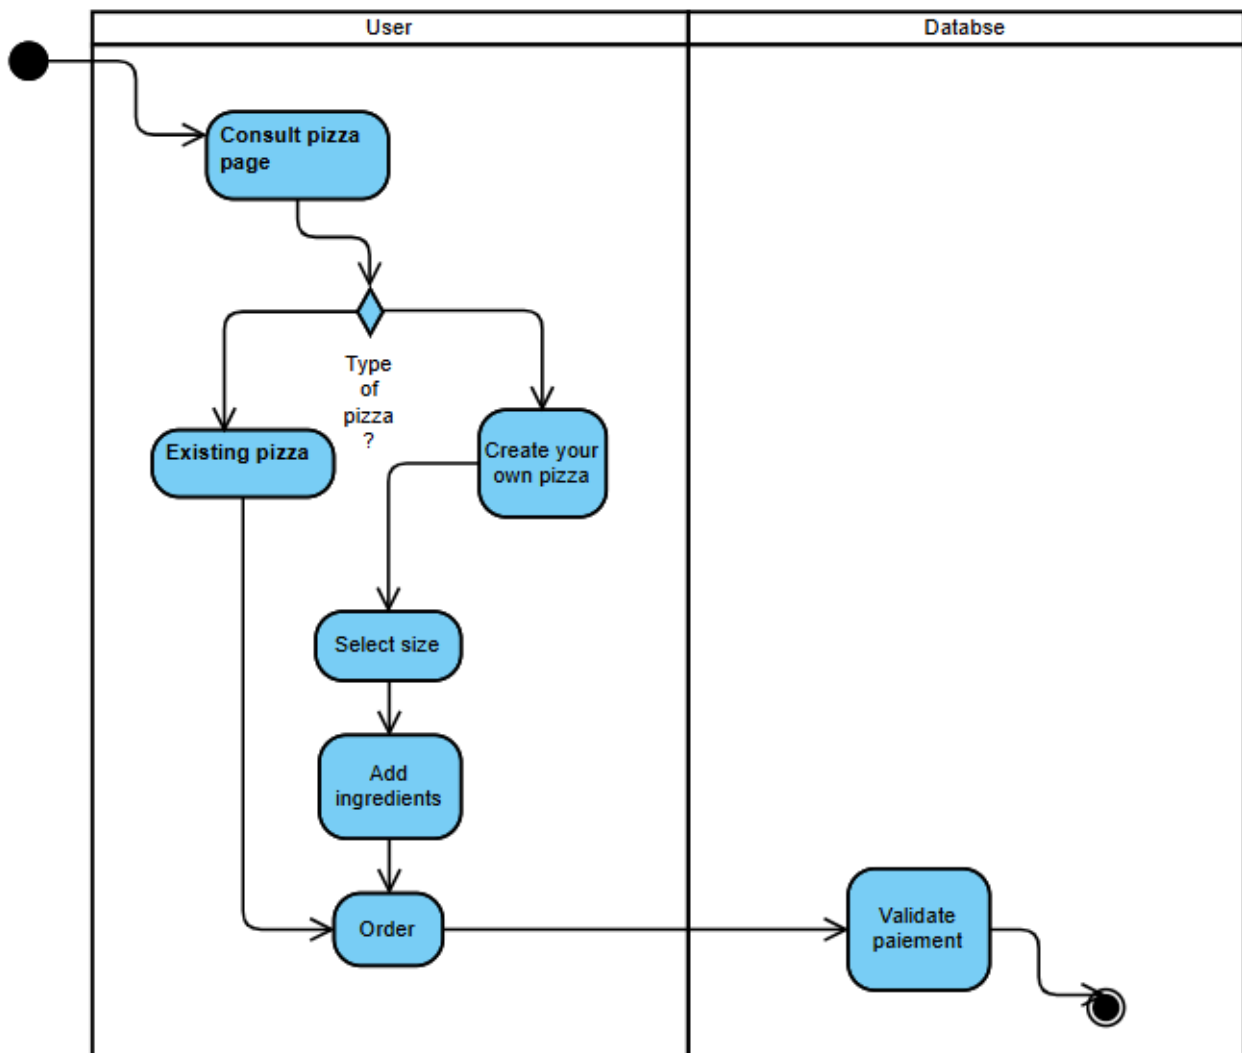 User
Databse
Consult pizza
page
Type
of
pizza
?
Existing pizza
Create your
own pizza
Select size
Add
ingredients
Order
Validate
paiement